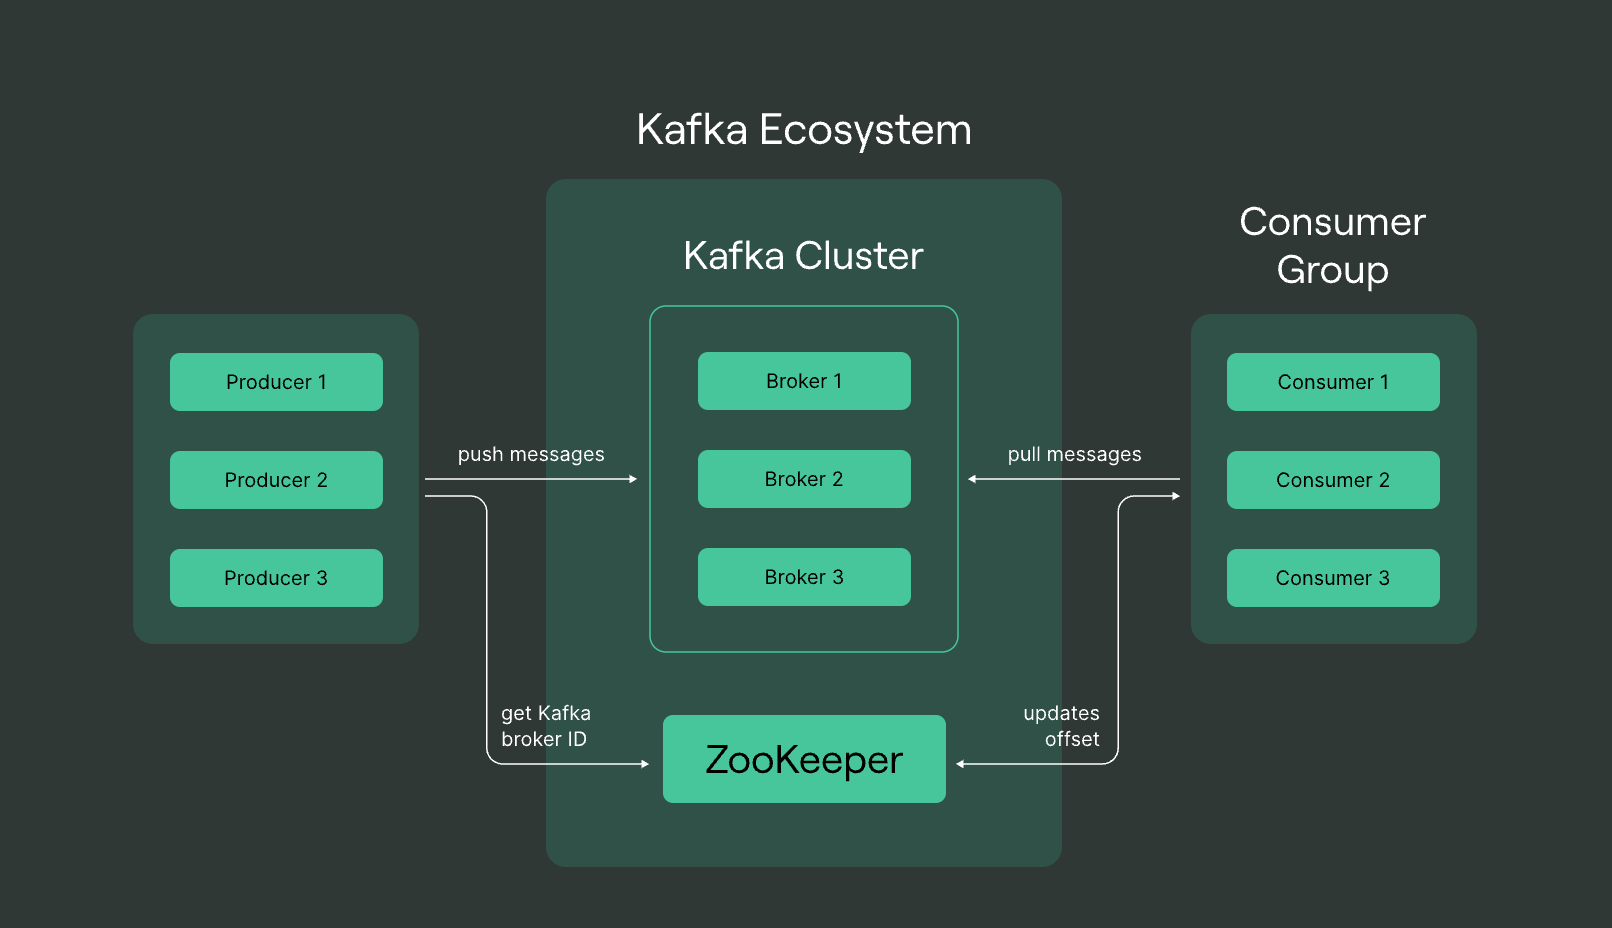 Kafka Ecosystem
Kafka Cluster
Consumer
Group
Producer 1
Producer 2
Producer 3
push messages
Broker 1
Broker 2
Broker 3
pull messages
Consumer 1
Consumer 2
Consumer 3
get Kafka
broker ID
ZooKeeper
updates
offset